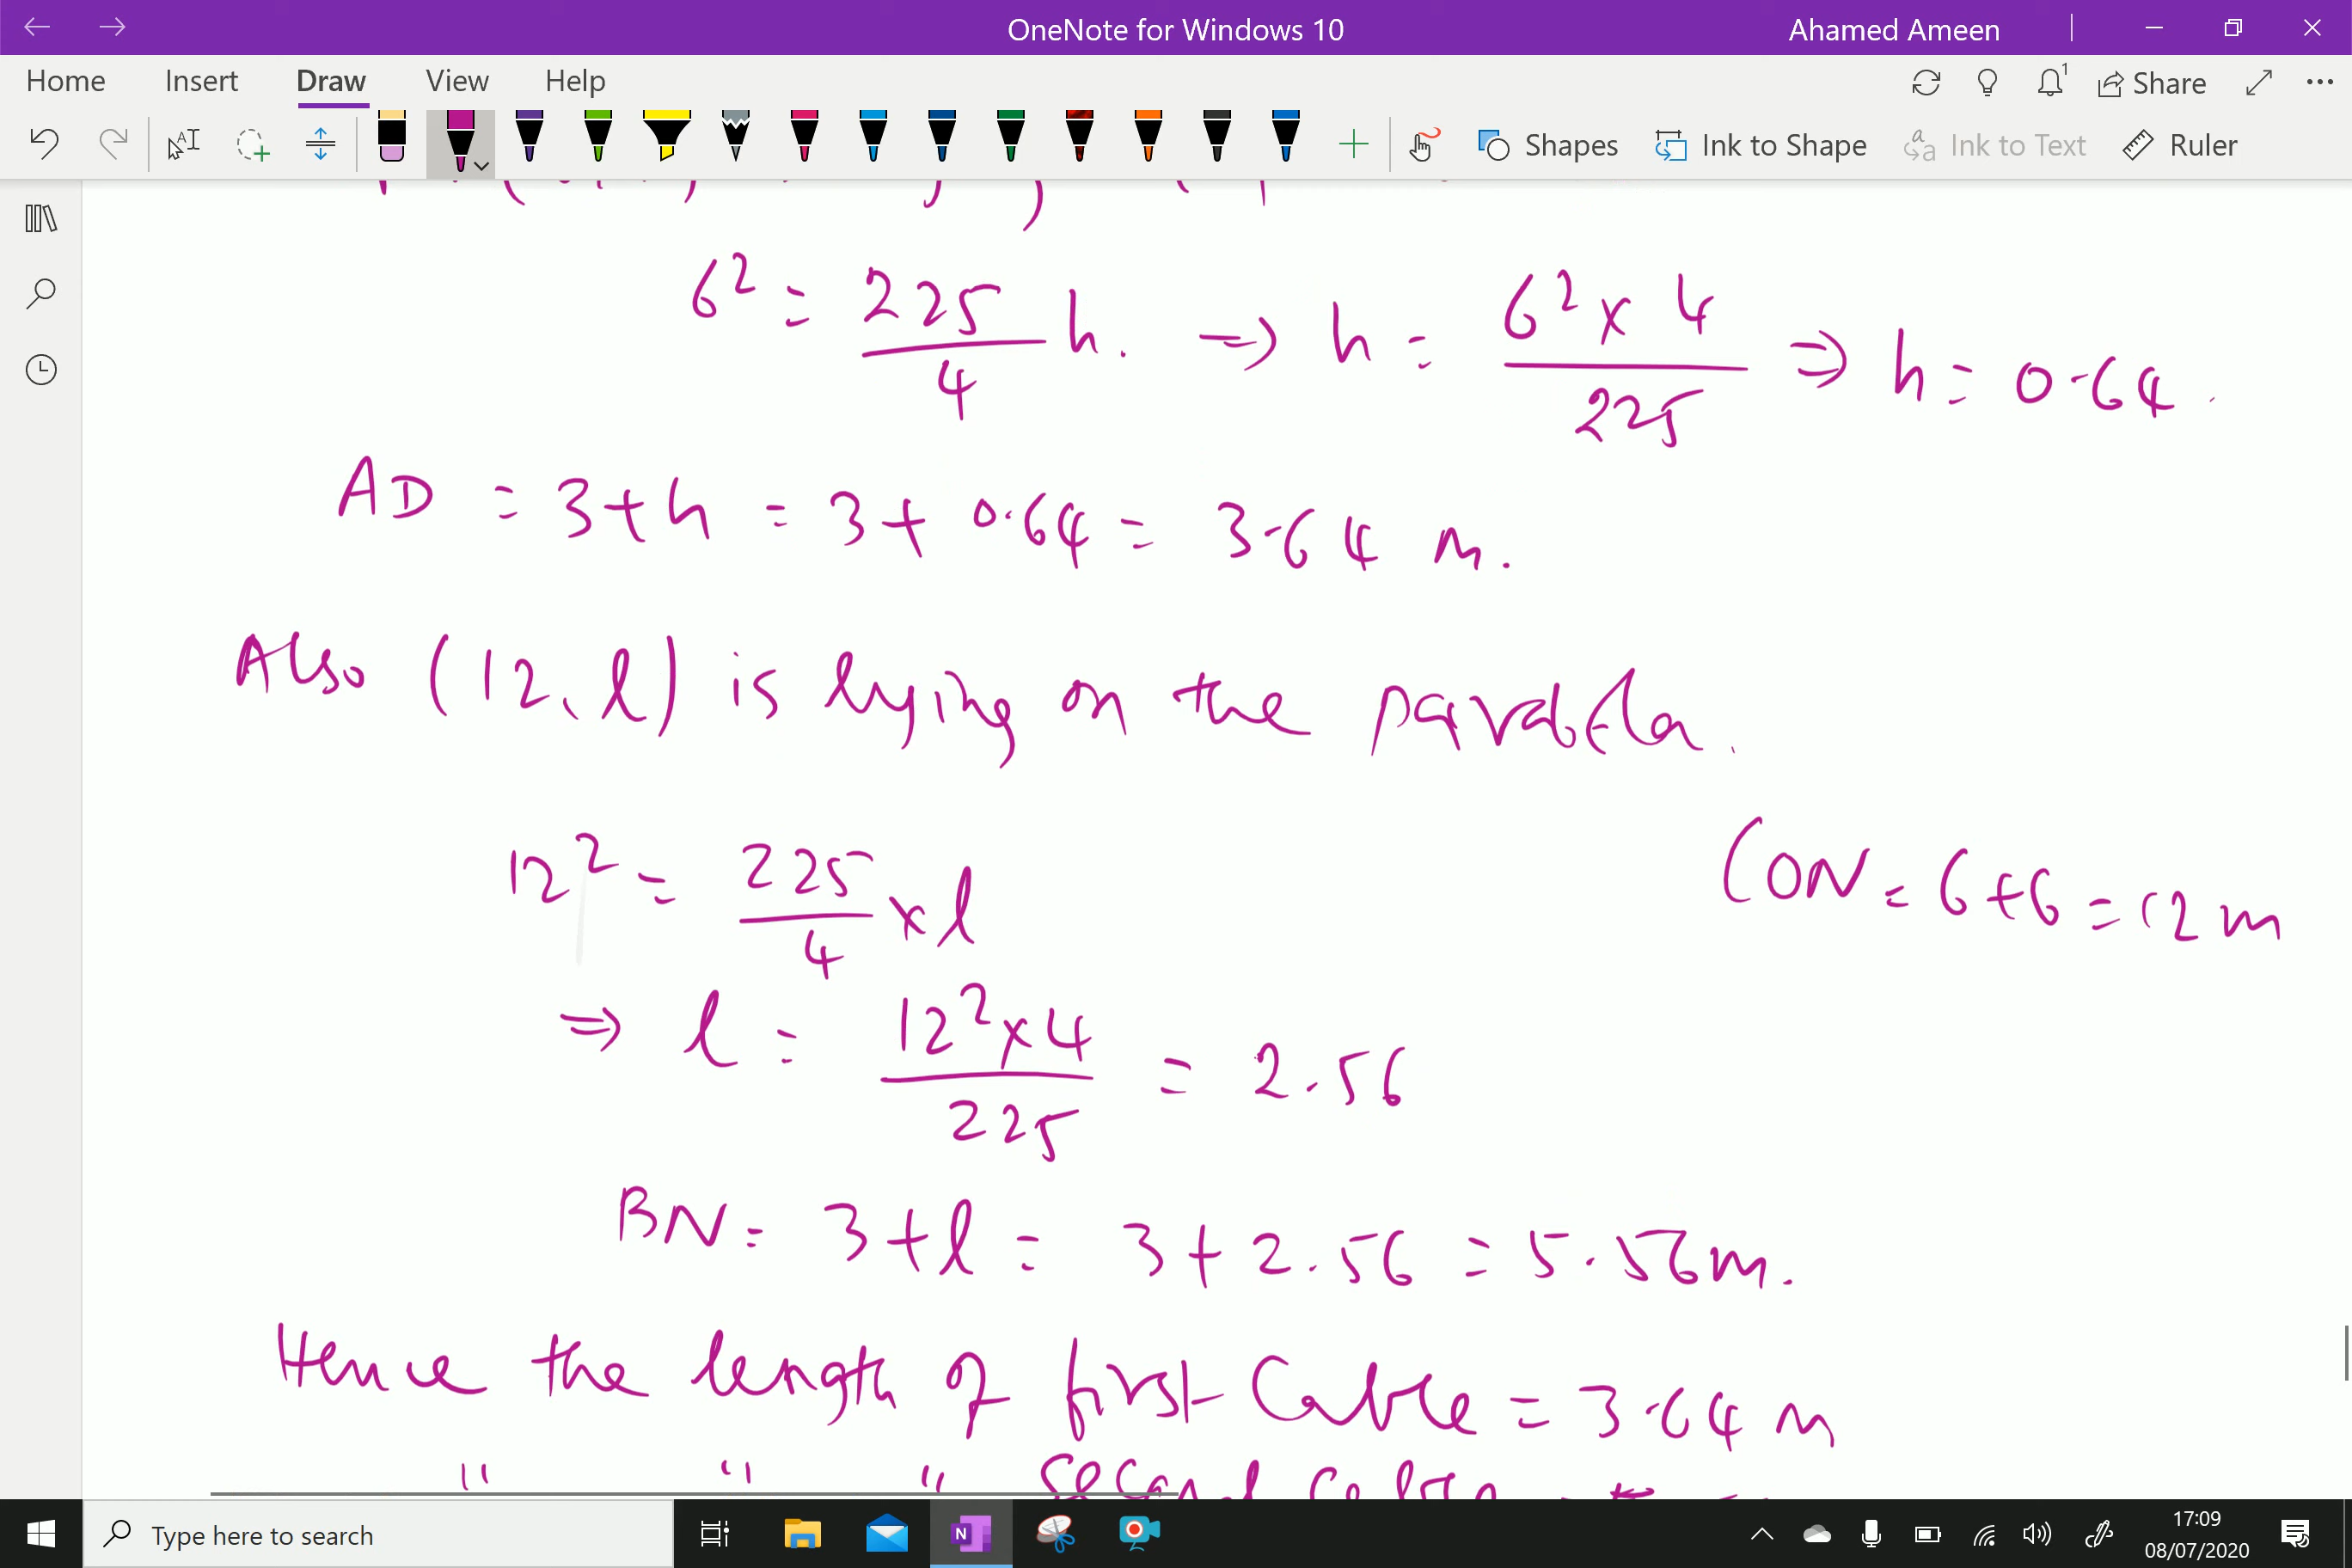 OneNote for Windows 10
Ahamed Ameen
Home Insert Draw View Help
1
Share
Shapes Ink to Shape Ink to Text Ruler
6² = 225/4 h. ⇒ h = 6² × 4/225 ⇒ h = 0.64.
AD = 3+h = 3+ 0.64 = 3.64 m.
Also (12, l) is lying on the parabola.
12² = 225/4 × l
(ON = 6+6 = 12 m
⇒ l = 12² × 4/225 = 2.56
BN = 3+l = 3+2.56 = 5.56m.
Hence the length of first Cable = 3.64 m
" " " second cable =
Type here to search
17:09
08/07/2020